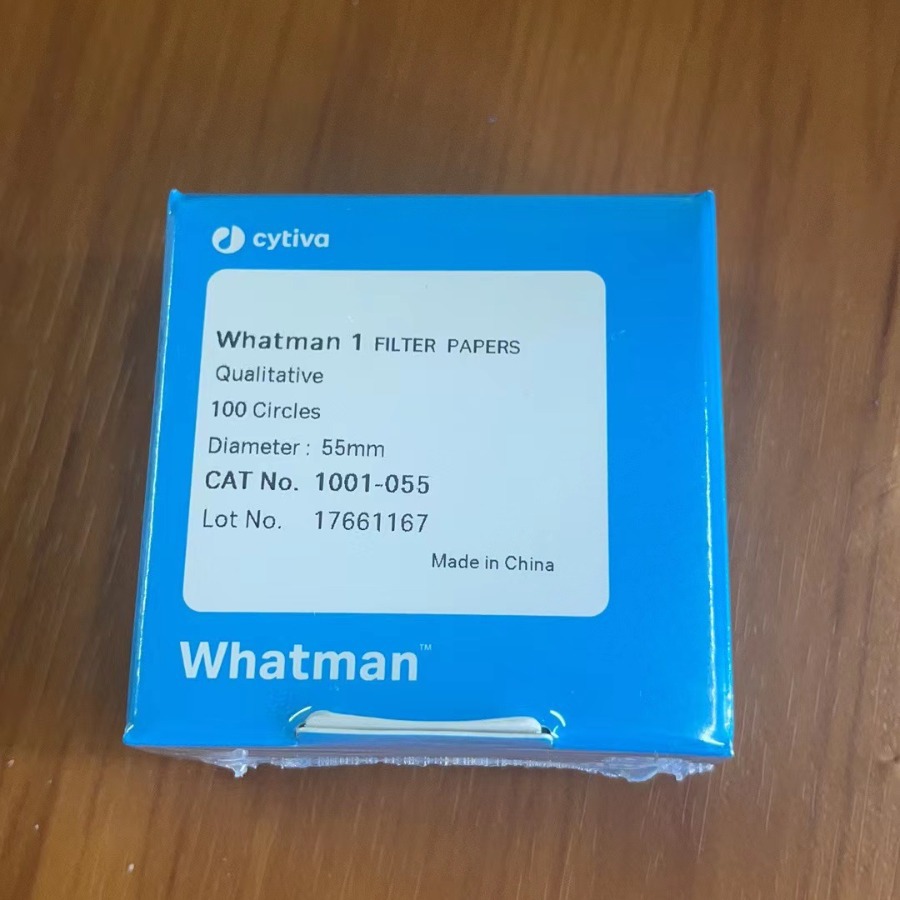 cytiva
Whatman 1 FILTER PAPERS
Qualitative
100 Circles
Diameter : 55mm
CAT No. 1001-055
Lot No. 17661167
Made in China
Whatman™